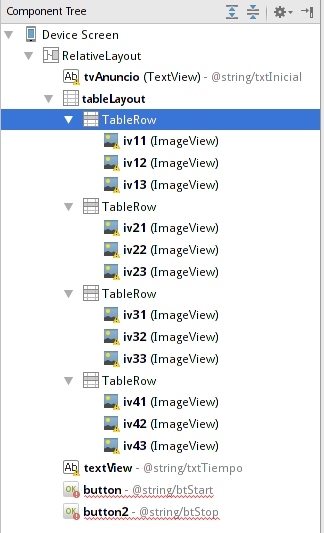 Component Tree
Device Screen
RelativeLayout
Ab tvAnuncio (TextView) - @string/txtInicial
tableLayout
TableRow
iv11 (ImageView)
iv12 (ImageView)
iv13 (ImageView)
TableRow
iv21 (ImageView)
iv22 (ImageView)
iv23 (ImageView)
TableRow
iv31 (ImageView)
iv32 (ImageView)
iv33 (ImageView)
TableRow
iv41 (ImageView)
iv42 (ImageView)
iv43 (ImageView)
Ab textView - @string/txtTiempo
OK button - @string/btStart
OK button2 - @string/btStop